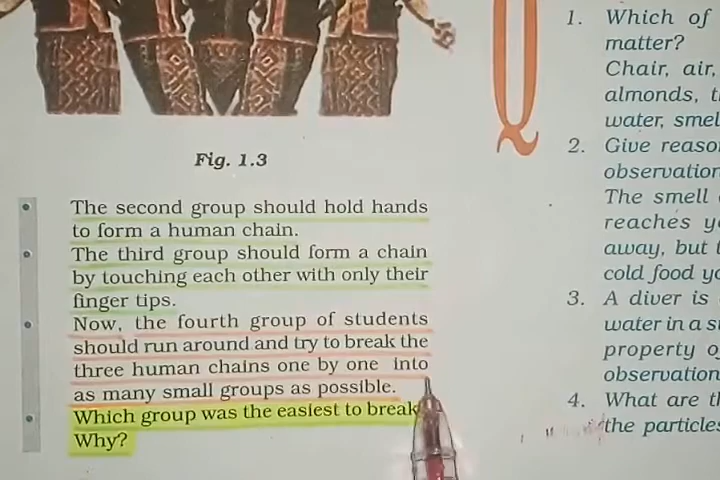 Fig. 1.3
The second group should hold hands
to form a human chain.
The third group should form a chain
by touching each other with only their
finger tips.
Now, the fourth group of students
should run around and try to break the
three human chains one by one into
as many small groups as possible.
Which group was the easiest to break
Why?
Q
1. Which of
matter?
Chair, air,
almonds,
water,
2. Give
The smell
reaches
away, but
cold food
3. A diver is
water in a
property
observation
4. What are
the particles